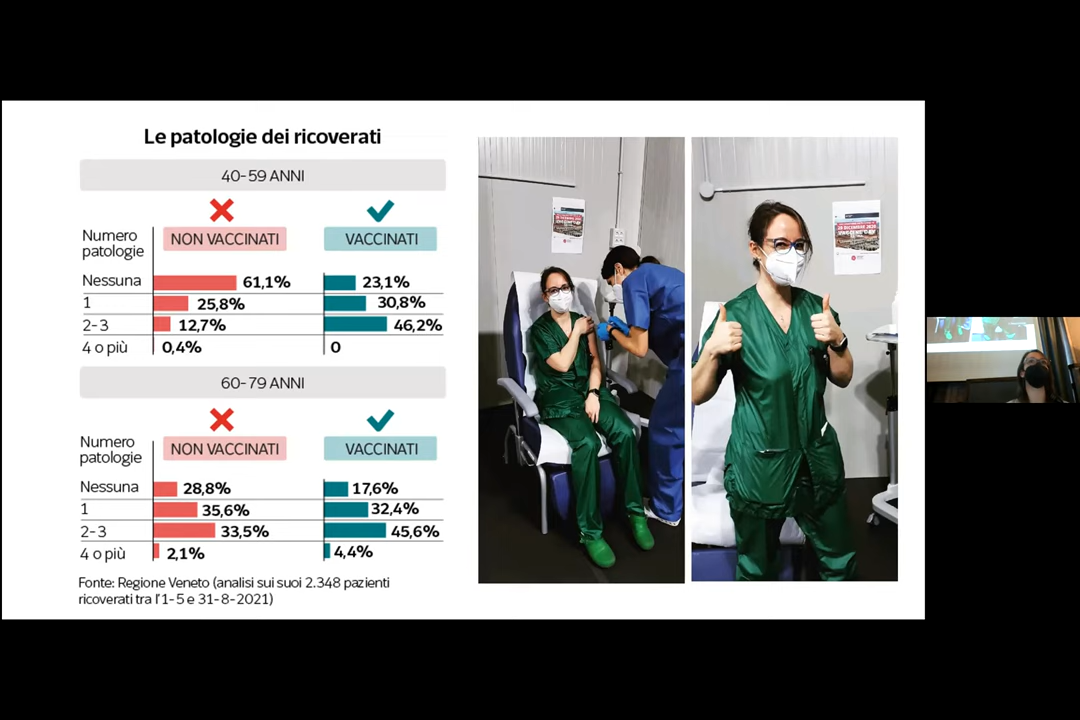 Le patologie dei ricoverati
40-59 ANNI
Numero
patologie
NON VACCINATI
VACCINATI
Nessuna 61,1% 23,1%
1 25,8% 30,8%
2-3 12,7% 46,2%
4 o più 0,4% 0
60-79 ANNI
Numero
patologie
NON VACCINATI
VACCINATI
Nessuna 28,8% 17,6%
1 35,6% 32,4%
2-3 33,5% 45,6%
4 o più 2,1% 4,4%
Fonte: Regione Veneto (analisi sui suoi 2.348 pazienti
ricoverati tra l'1-5 e 31-8-2021)
DICEMBRE 2020